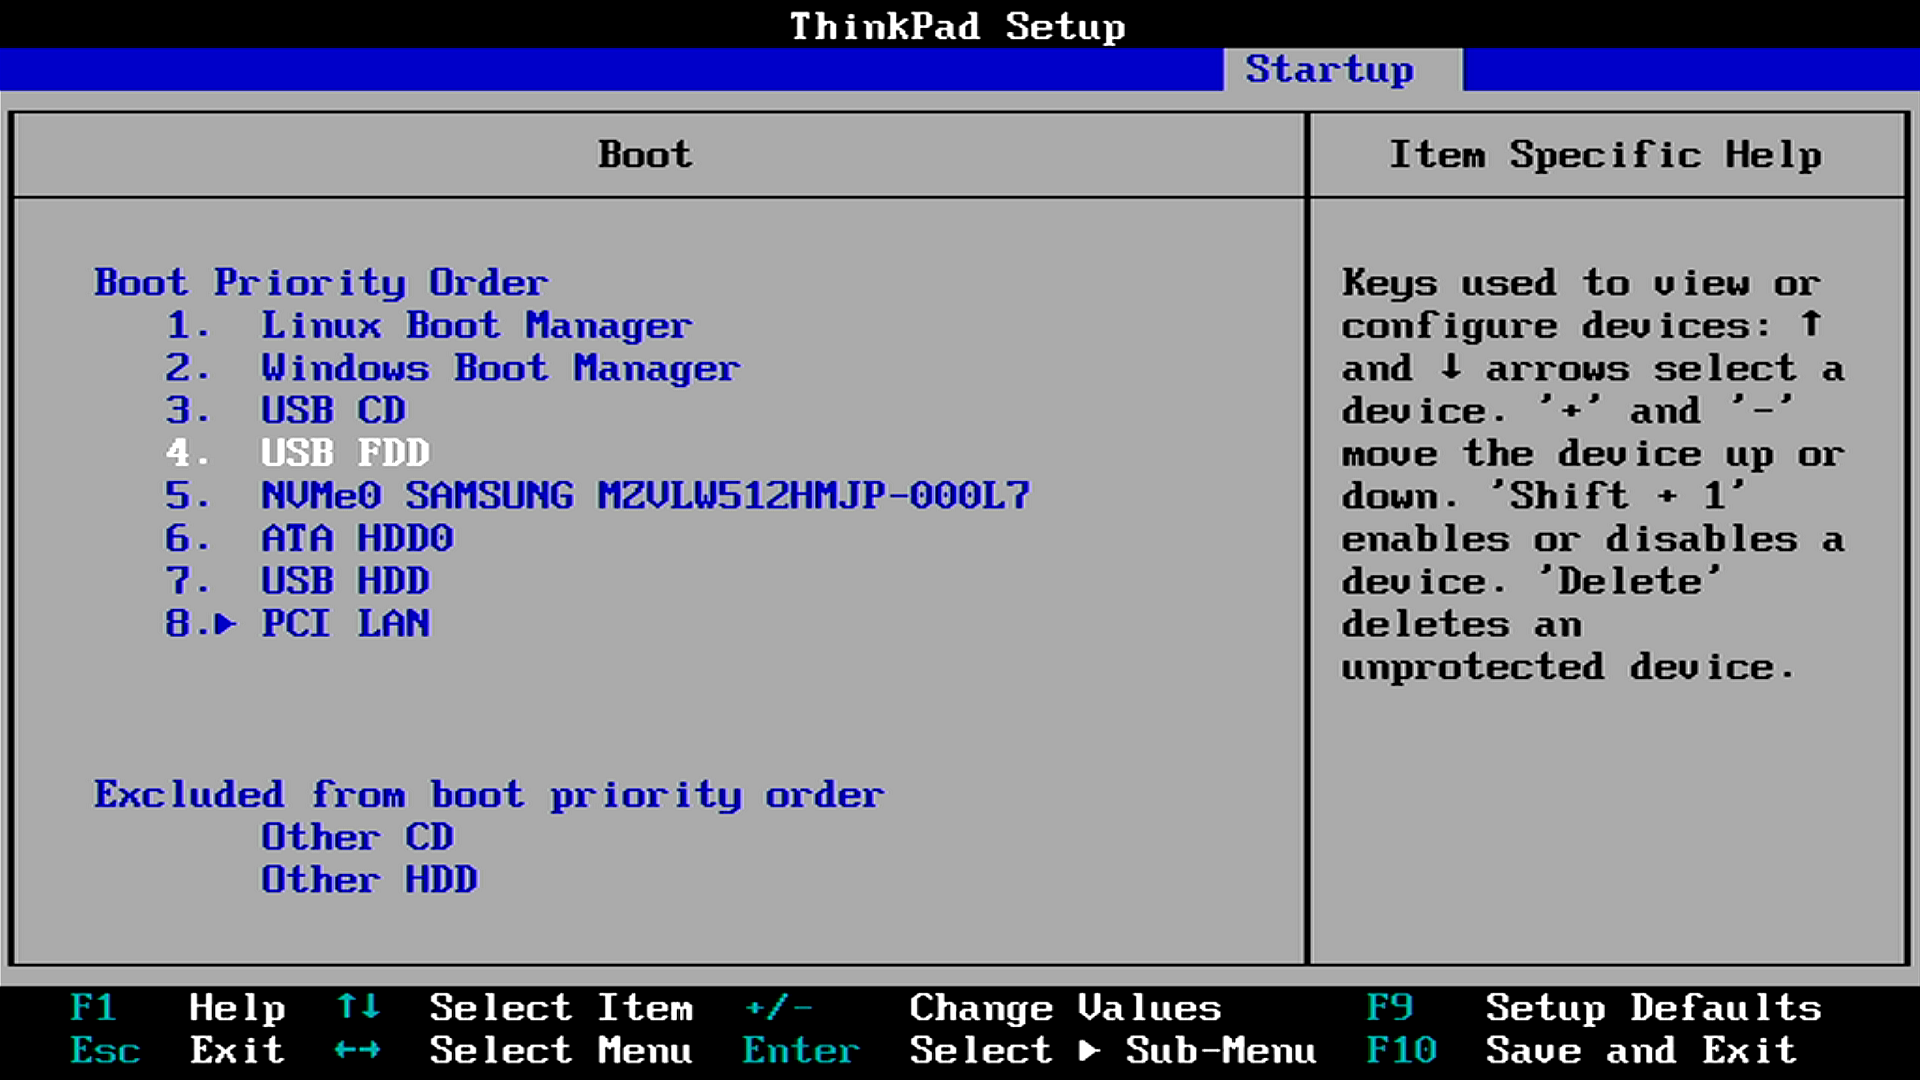 ThinkPad Setup
Startup
Boot
Item Specific Help
Boot Priority Order
1. Linux Boot Manager
2. Windows Boot Manager
3. USB CD
4. USB FDD
5. NVMe0 SAMSUNG MZVLW512HMJP-000L7
6. ATA HDD0
7. USB HDD
8.▶ PCI LAN
Excluded from boot priority order
Other CD
Other HDD
Keys used to view or
configure devices: ↑
and ↓ arrows select a
device. '+' and '-'
move the device up or
down. 'Shift + 1'
enables or disables a
device. 'Delete'
deletes an
unprotected device.
F1 Help ↑↓ Select Item +/- Change Values F9 Setup Defaults
Esc Exit ←→ Select Menu Enter Select ▶ Sub-Menu F10 Save and Exit